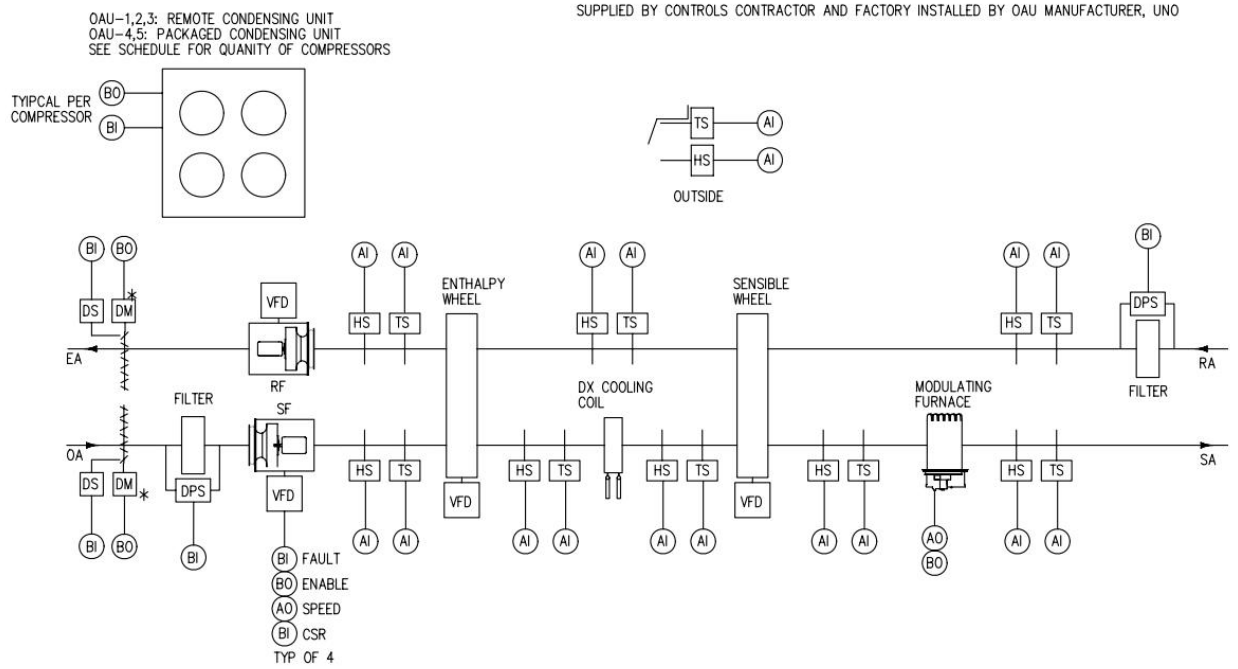 SUPPLIED BY CONTROLS CONTRACTOR AND FACTORY INSTALLED BY OAU MANUFACTURER, UNO
OAU-1,2,3: REMOTE CONDENSING UNIT
OAU-4,5: PACKAGED CONDENSING UNIT
SEE SCHEDULE FOR QUANITY OF COMPRESSORS
TYIPCAL PER
COMPRESSOR
BO
BI
TS
AI
HS
AI
OUTSIDE
BI
BO
AI
AI
AI
AI
AI
AI
BI
DS
DM
*
VFD
HS
TS
ENTHALPY
WHEEL
HS
TS
SENSIBLE
WHEEL
HS
TS
DPS
EA
RF
RA
FILTER
FILTER
SF
DX COOLING
COIL
MODULATING
FURNACE
OA
SA
DS
DM
*
DPS
VFD
HS
TS
VFD
HS
TS
HS
TS
VFD
HS
TS
HS
TS
BI
BO
BI
AI
AI
AI
AI
AI
AI
AI
AI
AO
BO
AI
AI
BI FAULT
BO ENABLE
AO SPEED
BI CSR
TYP OF 4